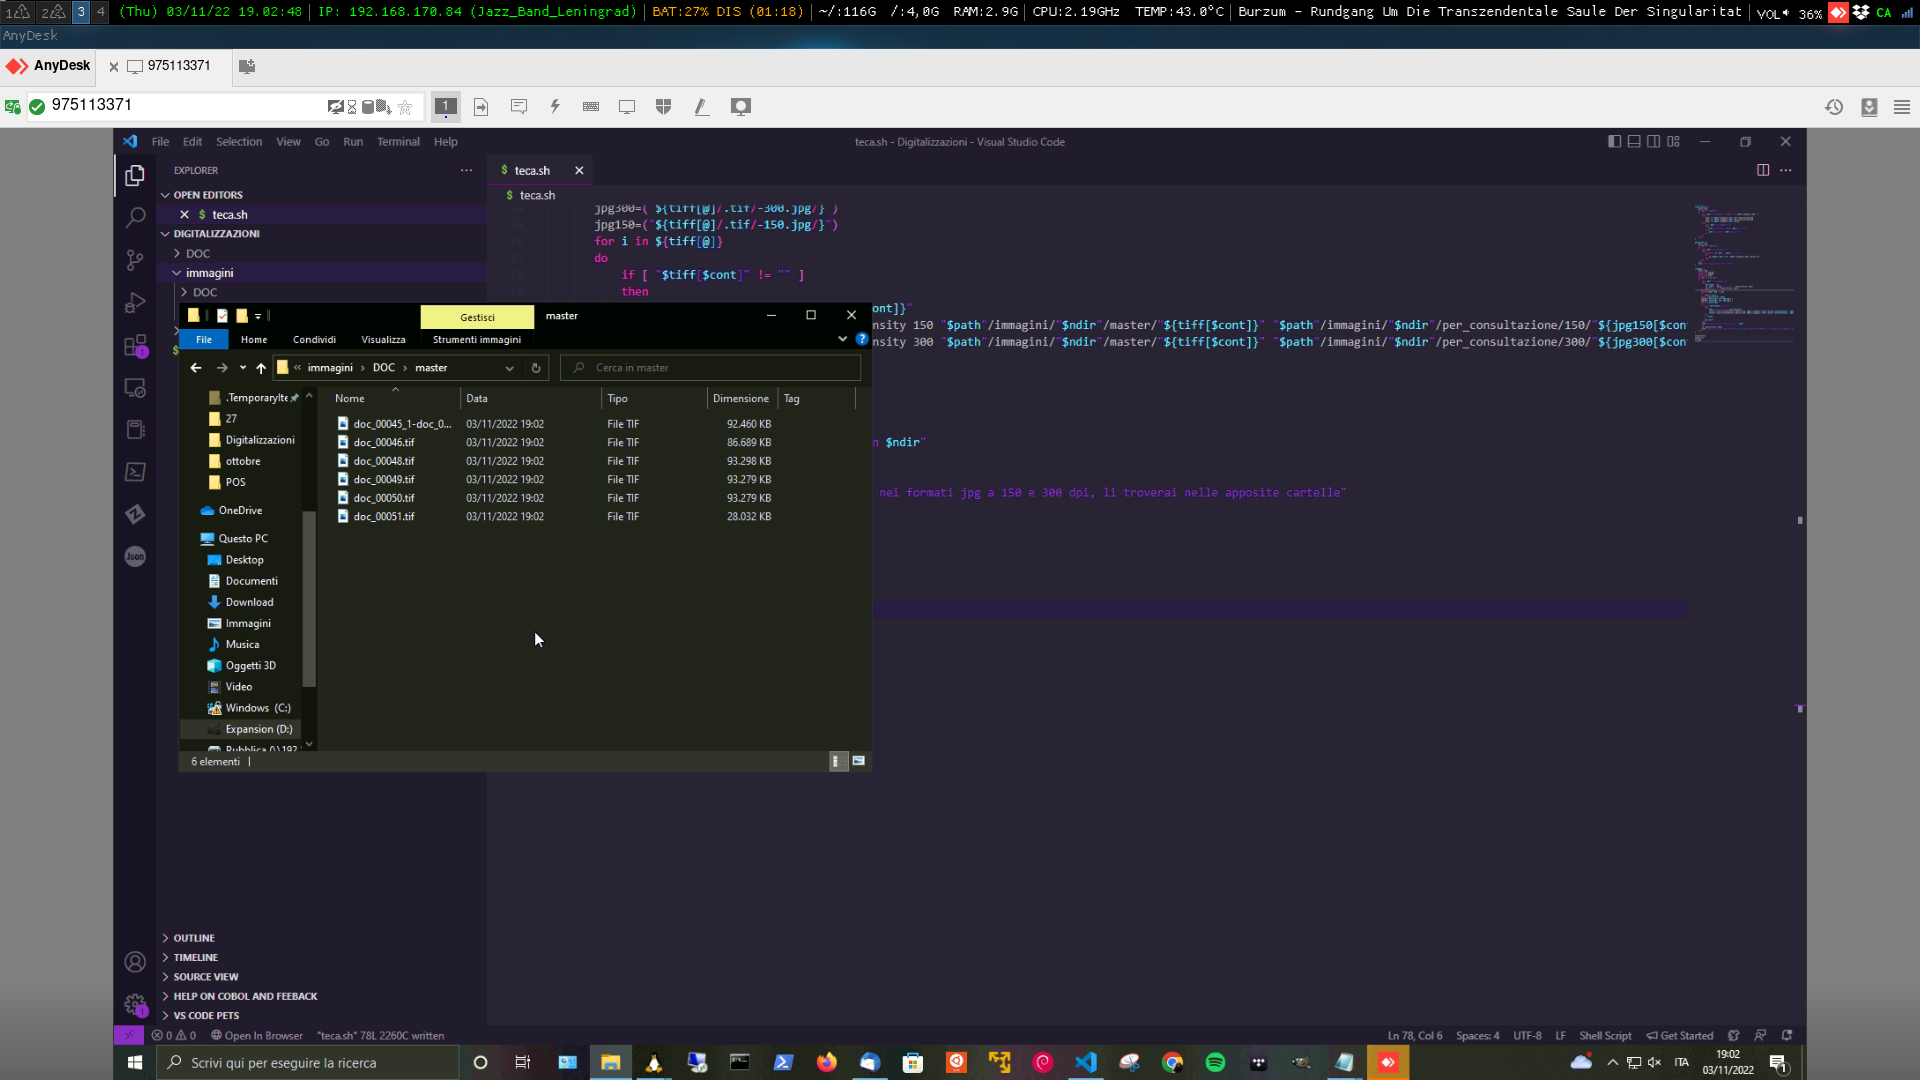 1 2 3 4 (Thu) 03/11/22 19.02:48 IP: 192.168.170.84 (Jazz_Band_Leningrad) BAT:27% DIS (01:18) ~/:116G /:4,0G RAM:2.9G CPU:2.19GHz TEMP:43.0°C Burzum - Rundgang Um Die Transzendentale Saule Der Singularitat VOL 36% CA
AnyDesk
AnyDesk 975113371
975113371 1
File Edit Selection View Go Run Terminal Help teca.sh - Digitalizzazioni - Visual Studio Code
EXPLORER
$ teca.sh
OPEN EDITORS
$ teca.sh
$ teca.sh
DIGITALIZZAZIONI
DOC
immagini
DOC
jpg300=("${tiff[@]/.tif/-300.jpg/}")
jpg150=("${tiff[@]/.tif/-150.jpg/}")
for i in ${tiff[@]}
do
if [ "$tiff[$cont]" != "" ]
then
cont]}"
nsity 150 "$path"/immagini/"$ndir"/master/"${tiff[$cont]}" "$path"/immagini/"$ndir"/per_consultazione/150/"${jpg150[$con
nsity 300 "$path"/immagini/"$ndir"/master/"${tiff[$cont]}" "$path"/immagini/"$ndir"/per_consultazione/300/"${jpg300[$con
n $ndir"
nei formati jpg a 150 e 300 dpi, li troverai nelle apposite cartelle"
Gestisci master
File Home Condividi Visualizza Strumenti immagini
« immagini › DOC › master Cerca in master
Nome Data Tipo Dimensione Tag
doc_00045_1-doc_0... 03/11/2022 19:02 File TIF 92.460 KB
doc_00046.tif 03/11/2022 19:02 File TIF 86.689 KB
doc_00048.tif 03/11/2022 19:02 File TIF 93.298 KB
doc_00049.tif 03/11/2022 19:02 File TIF 93.279 KB
doc_00050.tif 03/11/2022 19:02 File TIF 93.279 KB
doc_00051.tif 03/11/2022 19:02 File TIF 28.032 KB
.TemporaryIte
27
Digitalizzazioni
ottobre
POS
OneDrive
Questo PC
Desktop
Documenti
Download
Immagini
Musica
Oggetti 3D
Video
Windows (C:)
Expansion (D:)
Pubblica (\\192
6 elementi
Json
OUTLINE
TIMELINE
SOURCE VIEW
HELP ON COBOL AND FEEBACK
VS CODE PETS
0 0 Open In Browser "teca.sh" 78L 2260C written Ln 78, Col 6 Spaces: 4 UTF-8 LF Shell Script Get Started
Scrivi qui per eseguire la ricerca ITA 19:02
03/11/2022 1